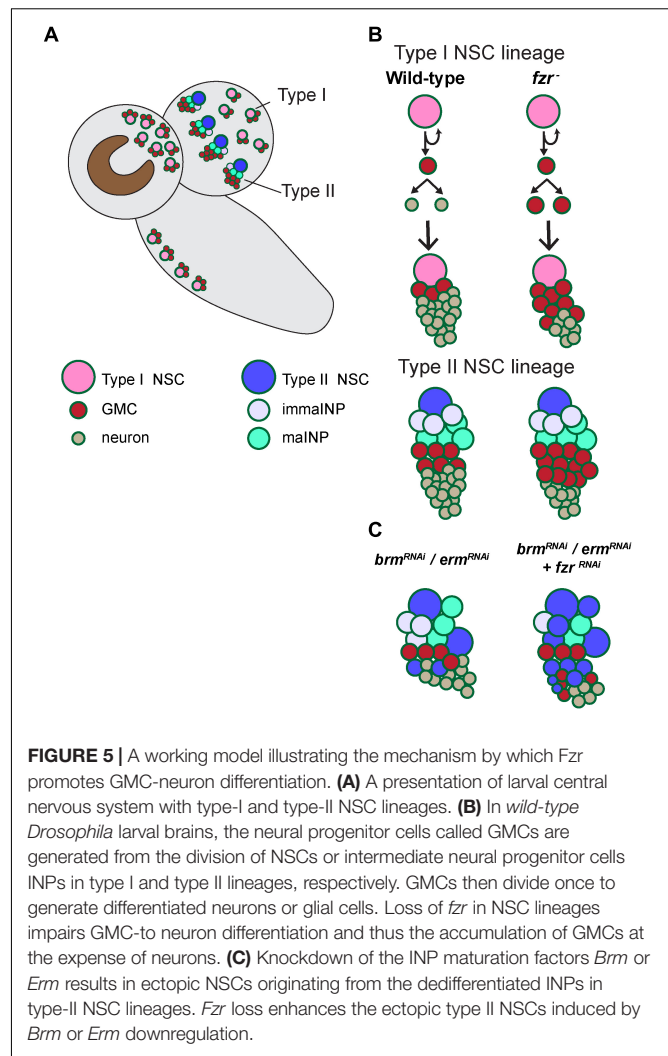 A
Type I
Type II
Type I NSC
GMC
neuron
Type II NSC
immaINP
maINP
B
Type I NSC lineage
Wild-type
fzr-
Type II NSC lineage
C
brmRNAi / ermRNAi
brmRNAi / ermRNAi
+ fzr RNAi
FIGURE 5 | A working model illustrating the mechanism by which Fzr
promotes GMC-neuron differentiation. (A) A presentation of larval central
nervous system with type-I and type-II NSC lineages. (B) In wild-type
Drosophila larval brains, the neural progenitor cells called GMCs are
generated from the division of NSCs or intermediate neural progenitor cells
INPs in type I and type II lineages, respectively. GMCs then divide once to
generate differentiated neurons or glial cells. Loss of fzr in NSC lineages
impairs GMC-to neuron differentiation and thus the accumulation of GMCs at
the expense of neurons. (C) Knockdown of the INP maturation factors Brm or
Erm results in ectopic NSCs originating from the dedifferentiated INPs in
type-II NSC lineages. Fzr loss enhances the ectopic type II NSCs induced by
Brm or Erm downregulation.